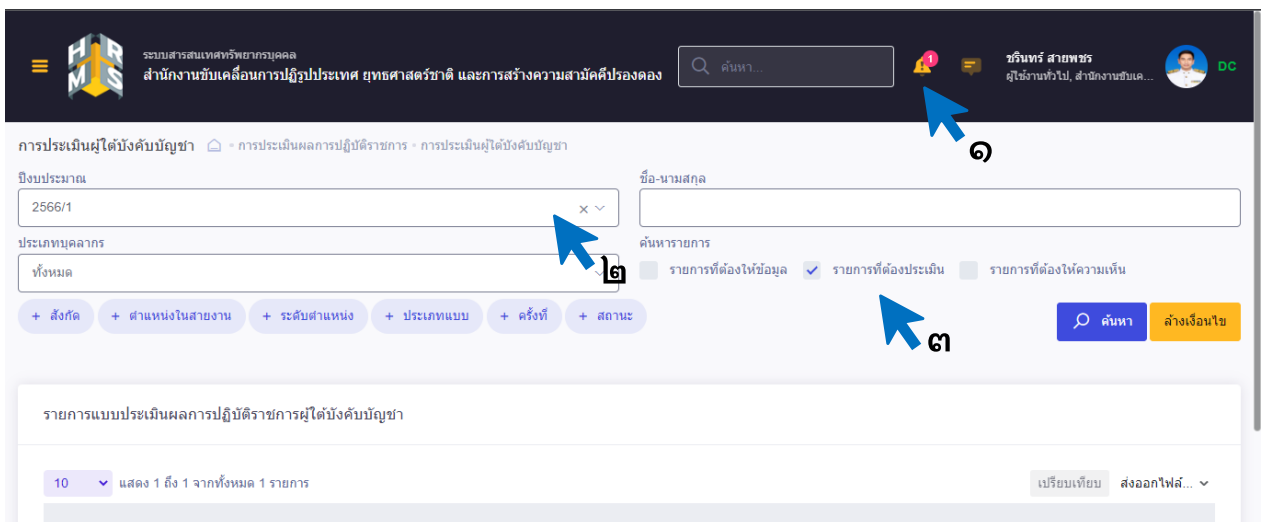 HR
MIS
ระบบสารสนเทศทรัพยากรบุคคล
สำนักงานขับเคลื่อนการปฏิรูปประเทศ ยุทธศาสตร์ชาติ และการสร้างความสามัคคีปรองดอง
ค้นหา...
1
ชรินทร์ สายพชร
ผู้ใช้งานทั่วไป, สำนักงานขับเค...
DC
๑
การประเมินผู้ใต้บังคับบัญชา • การประเมินผลการปฏิบัติราชการ • การประเมินผู้ใต้บังคับบัญชา
ปีงบประมาณ
ชื่อ-นามสกุล
2566/1
×
๒
ประเภทบุคลากร
ค้นหารายการ
ทั้งหมด
รายการที่ต้องให้ข้อมูล
รายการที่ต้องประเมิน
รายการที่ต้องให้ความเห็น
๓
+ สังกัด
+ ตำแหน่งในสายงาน
+ ระดับตำแหน่ง
+ ประเภทแบบ
+ ครั้งที่
+ สถานะ
ค้นหา
ล้างเงื่อนไข
รายการแบบประเมินผลการปฏิบัติราชการผู้ใต้บังคับบัญชา
10 แสดง 1 ถึง 1 จากทั้งหมด 1 รายการ
เปรียบเทียบ
ส่งออกไฟล์...